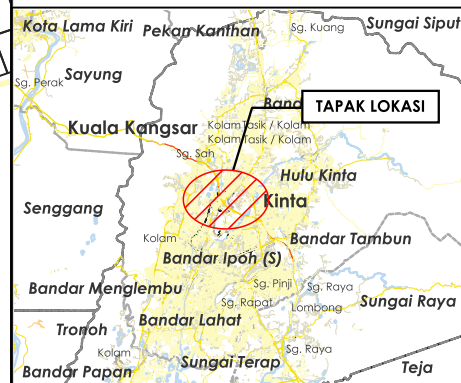 Kota Lama Kiri
Pekan Kanthan
Sg. Kuang
Sungai Siput
Sayung
Sg. Perak
Band
TAPAK LOKASI
Kuala Kangsar
Kolam Tasik / Kolam
Kolam Tasik / Kolam
Sg. Sah
Hulu Kinta
Kinta
Senggang
Kolam
Bandar Tambun
Bandar Ipoh (S)
Bandar Menglembu
Sg. Pinji
Sg. Raya
Sg. Rapat
Lombong
Sungai Raya
Tronoh
Bandar Lahat
Kolam
Sg. Raya
Sungai Terap
Bandar Papan
Teja